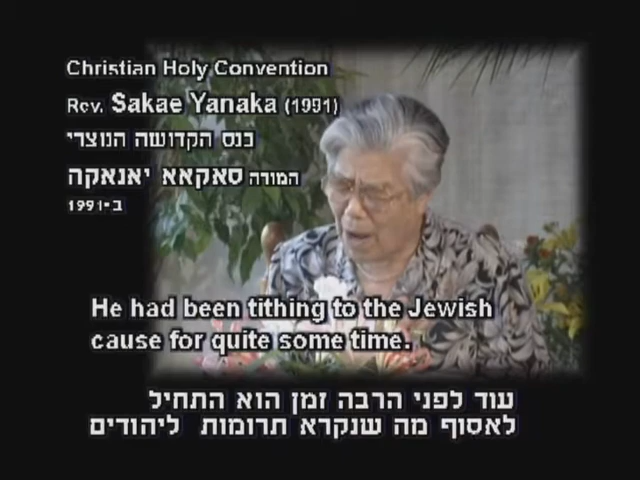 Christian Holy Convention
Rev. Sakae Yanaka (1991)
כנס הקדושה הנוצרי
המורה סאקאא יאנאקה
ב-1991
He had been tithing to the Jewish
cause for quite some time.
עוד לפני הרבה זמן הוא התחיל
לאסוף מה שנקרא תרומות ליהודים